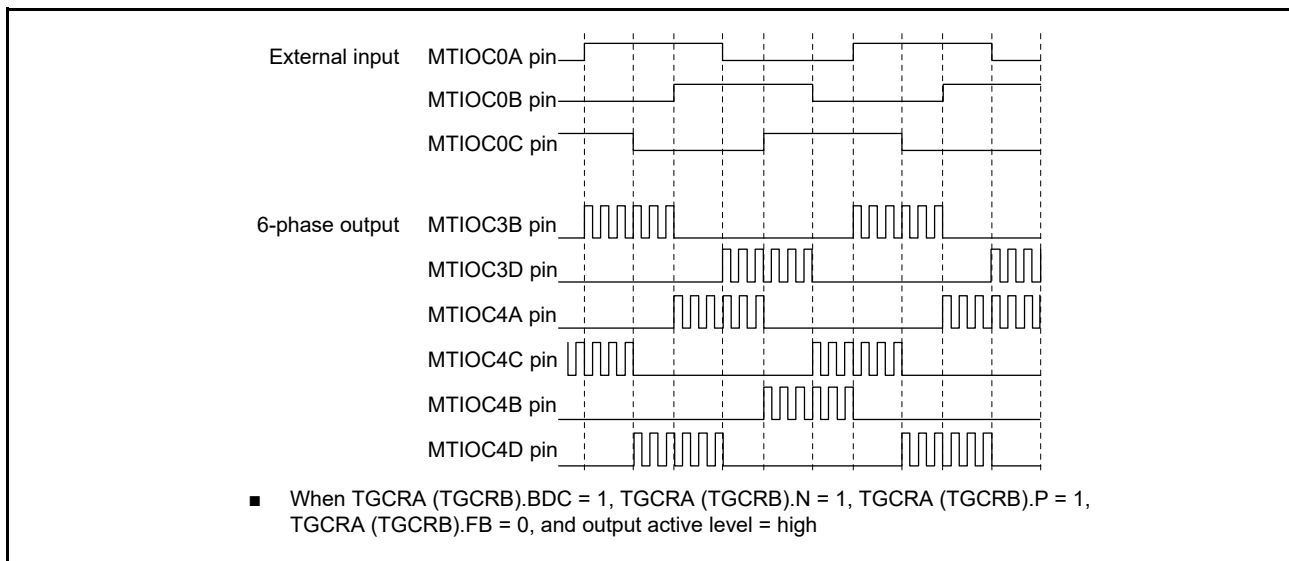 External input MTIOC0A pin
MTIOC0B pin
MTIOC0C pin
6-phase output MTIOC3B pin
MTIOC3D pin
MTIOC4A pin
MTIOC4C pin
MTIOC4B pin
MTIOC4D pin
■ When TGCRA (TGCRB).BDC = 1, TGCRA (TGCRB).N = 1, TGCRA (TGCRB).P = 1,
TGCRA (TGCRB).FB = 0, and output active level = high